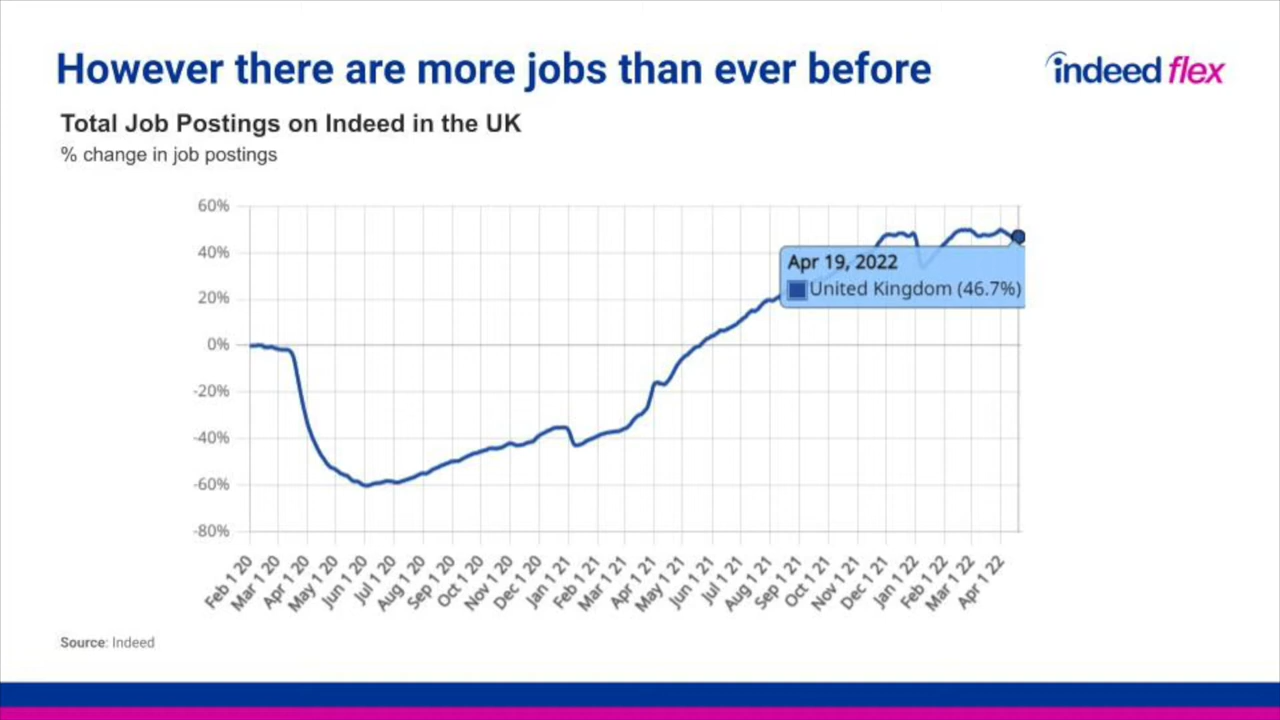 However there are more jobs than ever before
indeed flex
Total Job Postings on Indeed in the UK
% change in job postings
60%
40%
20%
0%
-20%
-40%
-60%
-80%
Apr 19, 2022
United Kingdom (46.7%)
Feb 1 20
Mar 1 20
Apr 1 20
May 1 20
Jun 1 20
Jul 1 20
Aug 1 20
Sep 1 20
Oct 1 20
Nov 1 20
Dec 1 20
Jan 1 21
Feb 1 21
Mar 1 21
Apr 1 21
May 1 21
Jun 1 21
Jul 1 21
Aug 1 21
Sep 1 21
Oct 1 21
Nov 1 21
Dec 1 21
Jan 1 22
Feb 1 22
Mar 1 22
Apr 1 22
Source: Indeed